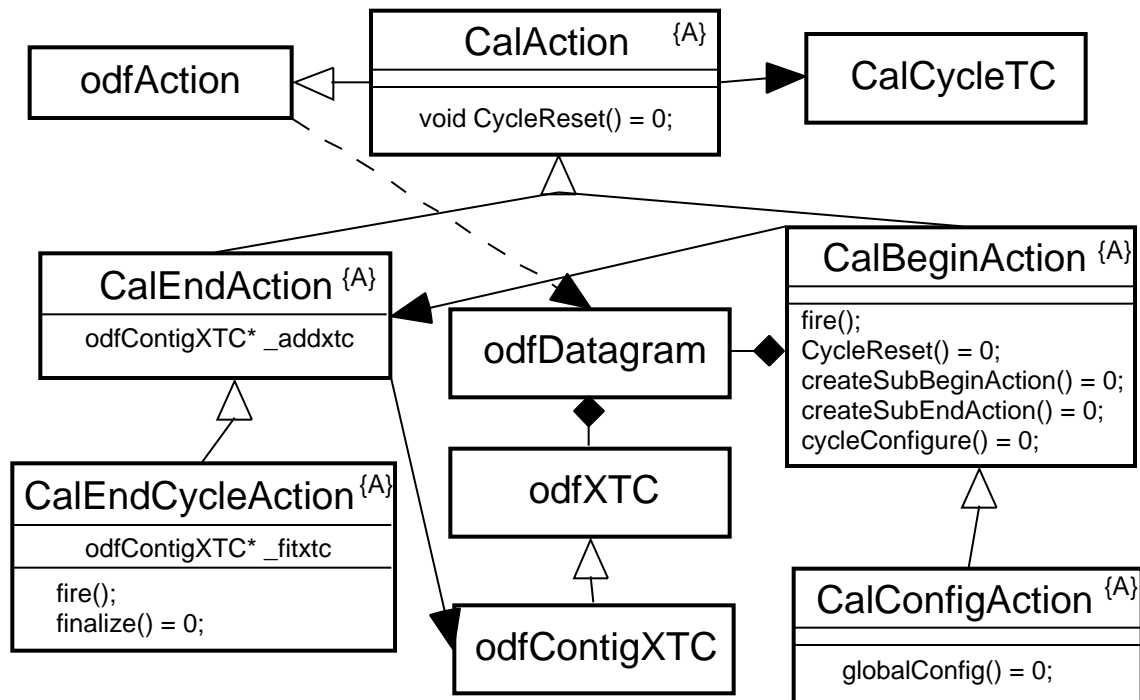 CalAction {A}
void CycleReset() = 0;
odfAction
CalCycleTC
CalEndAction {A}
odfContigXTC* _addxtc
CalBeginAction {A}
fire();
CycleReset() = 0;
createSubBeginAction() = 0;
createSubEndAction() = 0;
cycleConfigure() = 0;
odfDatagram
CalEndCycleAction {A}
odfContigXTC* _fitxtc
fire();
finalize() = 0;
odfXTC
odfContigXTC
CalConfigAction {A}
globalConfig() = 0;